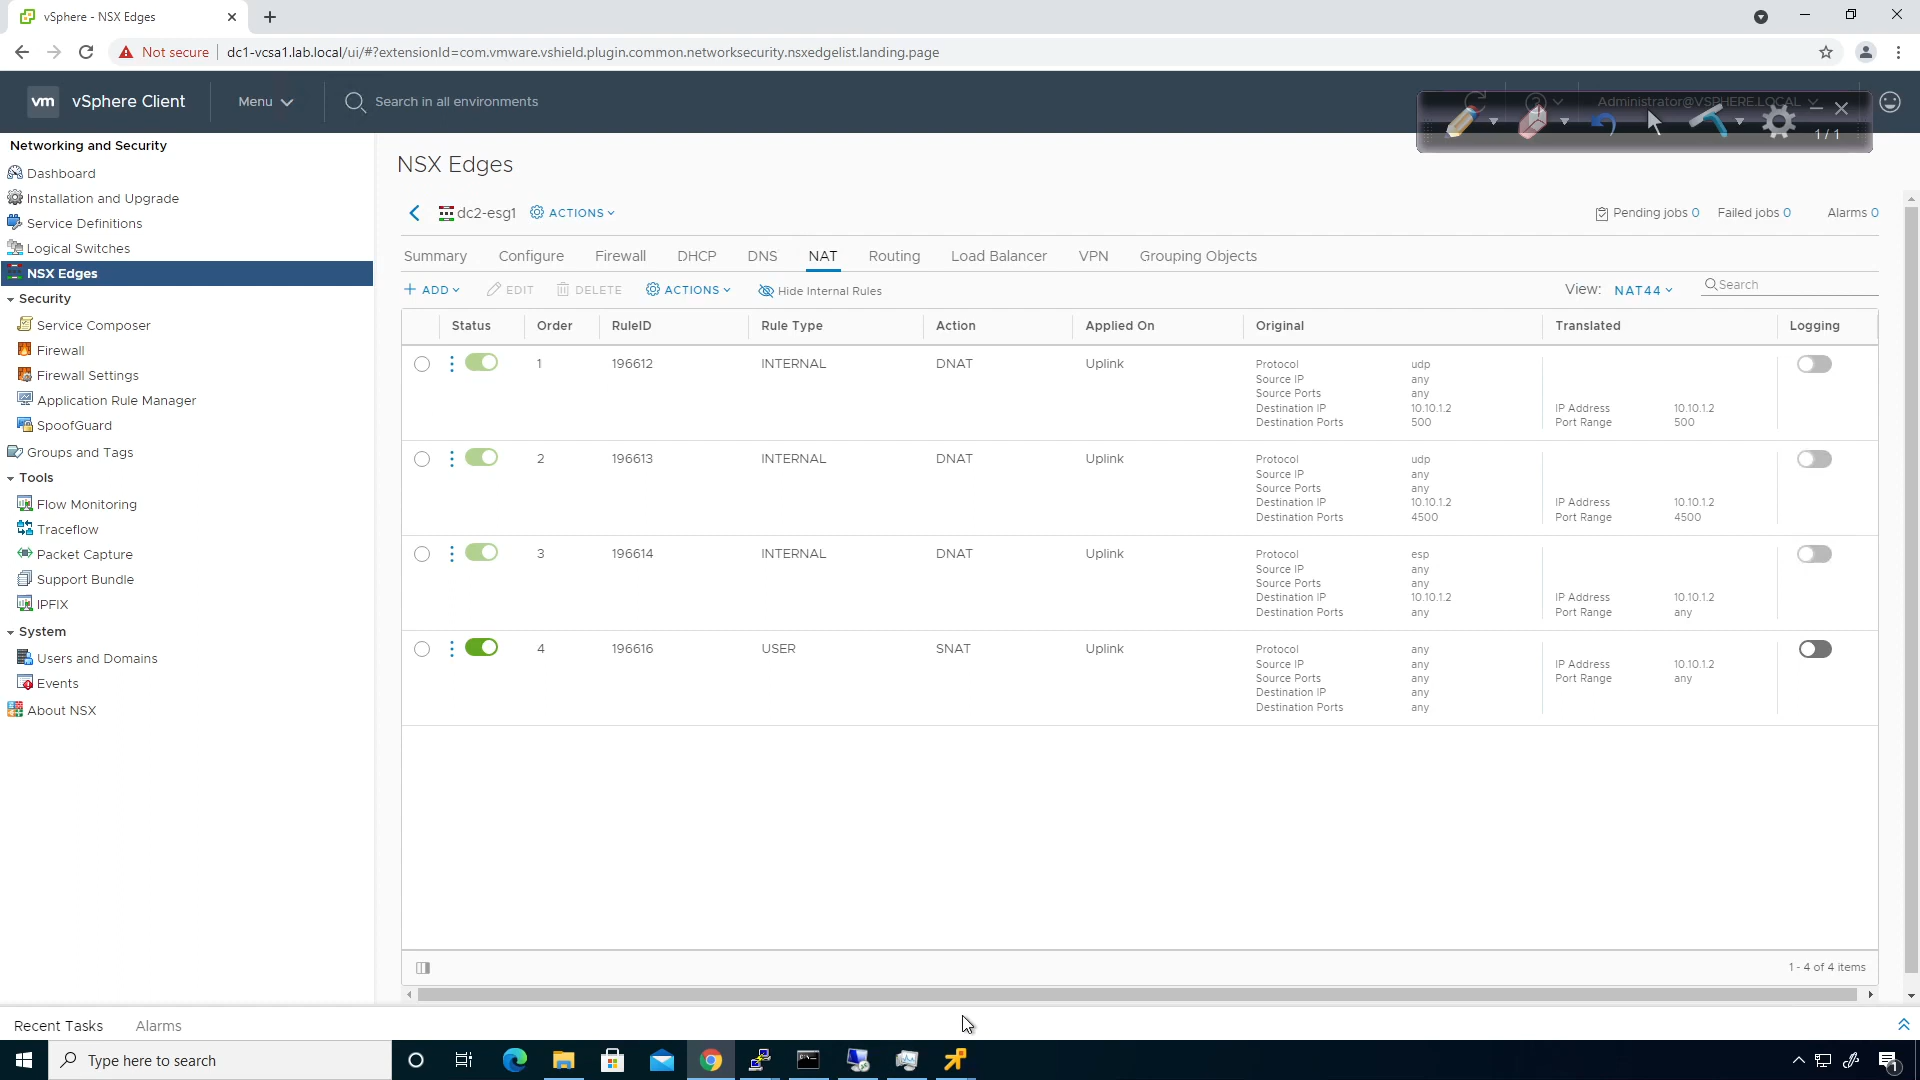 vSphere - NSX Edges
Not secure
dc1-vcsa1.lab.local/ui/#?extensionId=com.vmware.vshield.plugin.common.networksecurity.nsxedgelist.landing.page
vm vSphere Client Menu Search in all environments Administrator@VSPHERE.LOCAL
1 / 1
Networking and Security
Dashboard
Installation and Upgrade
Service Definitions
Logical Switches
NSX Edges
Security
Service Composer
Firewall
Firewall Settings
Application Rule Manager
SpoofGuard
Groups and Tags
Tools
Flow Monitoring
Traceflow
Packet Capture
Support Bundle
IPFIX
System
Users and Domains
Events
About NSX
NSX Edges
dc2-esg1 ACTIONS Pending jobs 0 Failed jobs 0 Alarms 0
Summary Configure Firewall DHCP DNS NAT Routing Load Balancer VPN Grouping Objects
+ ADD EDIT DELETE ACTIONS Hide Internal Rules View: NAT44 Search
Status Order RuleID Rule Type Action Applied On Original Translated Logging
1 196612 INTERNAL DNAT Uplink
Protocol udp
Source IP any
Source Ports any
Destination IP 10.10.1.2 IP Address 10.10.1.2
Destination Ports 500 Port Range 500
2 196613 INTERNAL DNAT Uplink
Protocol udp
Source IP any
Source Ports any
Destination IP 10.10.1.2 IP Address 10.10.1.2
Destination Ports 4500 Port Range 4500
3 196614 INTERNAL DNAT Uplink
Protocol esp
Source IP any
Source Ports any
Destination IP 10.10.1.2 IP Address 10.10.1.2
Destination Ports any Port Range any
4 196616 USER SNAT Uplink
Protocol any
Source IP any IP Address 10.10.1.2
Source Ports any Port Range any
Destination IP any
Destination Ports any
1 - 4 of 4 items
Recent Tasks Alarms
Type here to search
1